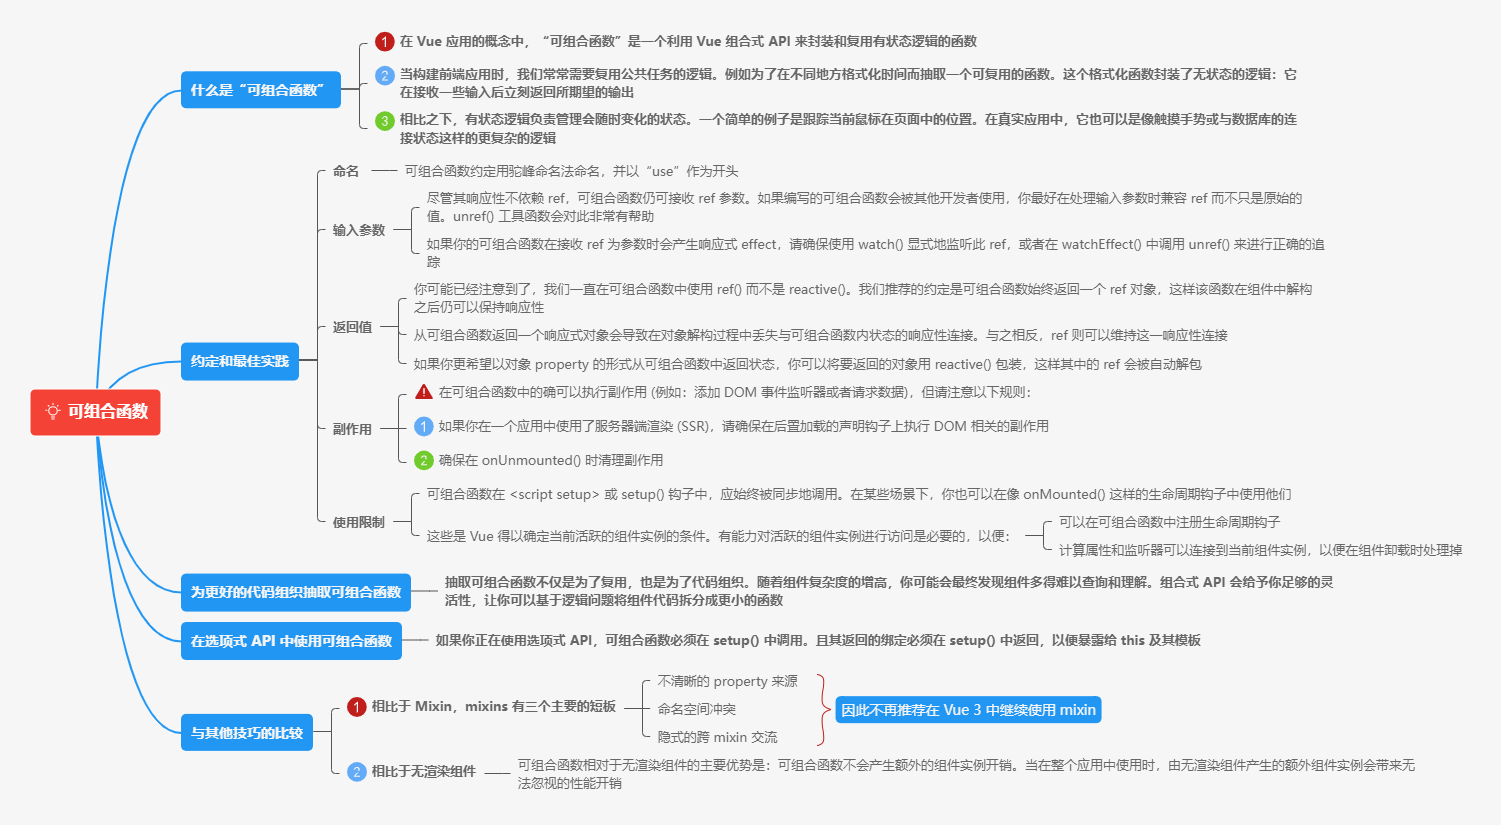 可组合函数
什么是“可组合函数”
1 在 Vue 应用的概念中，“可组合函数”是一个利用 Vue 组合式 API 来封装和复用有状态逻辑的函数
2 当构建前端应用时，我们常常需要复用公共任务的逻辑。例如为了在不同地方格式化时间而抽取一个可复用的函数。这个格式化函数封装了无状态的逻辑：它
在接收一些输入后立刻返回所期望的输出
3 相比之下，有状态逻辑负责管理会随时变化的状态。一个简单的例子是跟踪当前鼠标在页面中的位置。在真实应用中，它也可以是像触摸手势或与数据库的连
接状态这样的更复杂的逻辑
约定和最佳实践
命名
可组合函数约定用驼峰命名法命名，并以“use”作为开头
输入参数
尽管其响应性不依赖 ref，可组合函数仍可接收 ref 参数。如果编写的可组合函数会被其他开发者使用，你最好在处理输入参数时兼容 ref 而不只是原始的
值。unref() 工具函数会对此非常有帮助
如果你的可组合函数在接收 ref 为参数时会产生响应式 effect，请确保使用 watch() 显式地监听此 ref，或者在 watchEffect() 中调用 unref() 来进行正确的追
踪
返回值
你可能已经注意到了，我们一直在可组合函数中使用 ref() 而不是 reactive()。我们推荐的约定是可组合函数始终返回一个 ref 对象，这样该函数在组件中解构
之后仍可以保持响应性
从可组合函数返回一个响应式对象会导致在对象解构过程中丢失与可组合函数内状态的响应性连接。与之相反，ref 则可以维持这一响应性连接
如果你更希望以对象 property 的形式从可组合函数中返回状态，你可以将要返回的对象用 reactive() 包装，这样其中的 ref 会被自动解包
副作用
在可组合函数中的确可以执行副作用 (例如：添加 DOM 事件监听器或者请求数据)，但请注意以下规则：
1 如果你在一个应用中使用了服务器端渲染 (SSR)，请确保在后置加载的声明钩子上执行 DOM 相关的副作用
2 确保在 onUnmounted() 时清理副作用
使用限制
可组合函数在 <script setup> 或 setup() 钩子中，应始终被同步地调用。在某些场景下，你也可以在像 onMounted() 这样的生命周期钩子中使用他们
这些是 Vue 得以确定当前活跃的组件实例的条件。有能力对活跃的组件实例进行访问是必要的，以便：
可以在可组合函数中注册生命周期钩子
计算属性和监听器可以连接到当前组件实例，以便在组件卸载时处理掉
为更好的代码组织抽取可组合函数
抽取可组合函数不仅是为了复用，也是为了代码组织。随着组件复杂度的增高，你可能会最终发现组件多得难以查询和理解。组合式 API 会给予你足够的灵
活性，让你可以基于逻辑问题将组件代码拆分成更小的函数
在选项式 API 中使用可组合函数
如果你正在使用选项式 API，可组合函数必须在 setup() 中调用。且其返回的绑定必须在 setup() 中返回，以便暴露给 this 及其模板
与其他技巧的比较
1 相比于 Mixin，mixins 有三个主要的短板
不清晰的 property 来源
命名空间冲突
隐式的跨 mixin 交流
因此不再推荐在 Vue 3 中继续使用 mixin
2 相比于无渲染组件
可组合函数相对于无渲染组件的主要优势是：可组合函数不会产生额外的组件实例开销。当在整个应用中使用时，由无渲染组件产生的额外组件实例会带来无
法忽视的性能开销